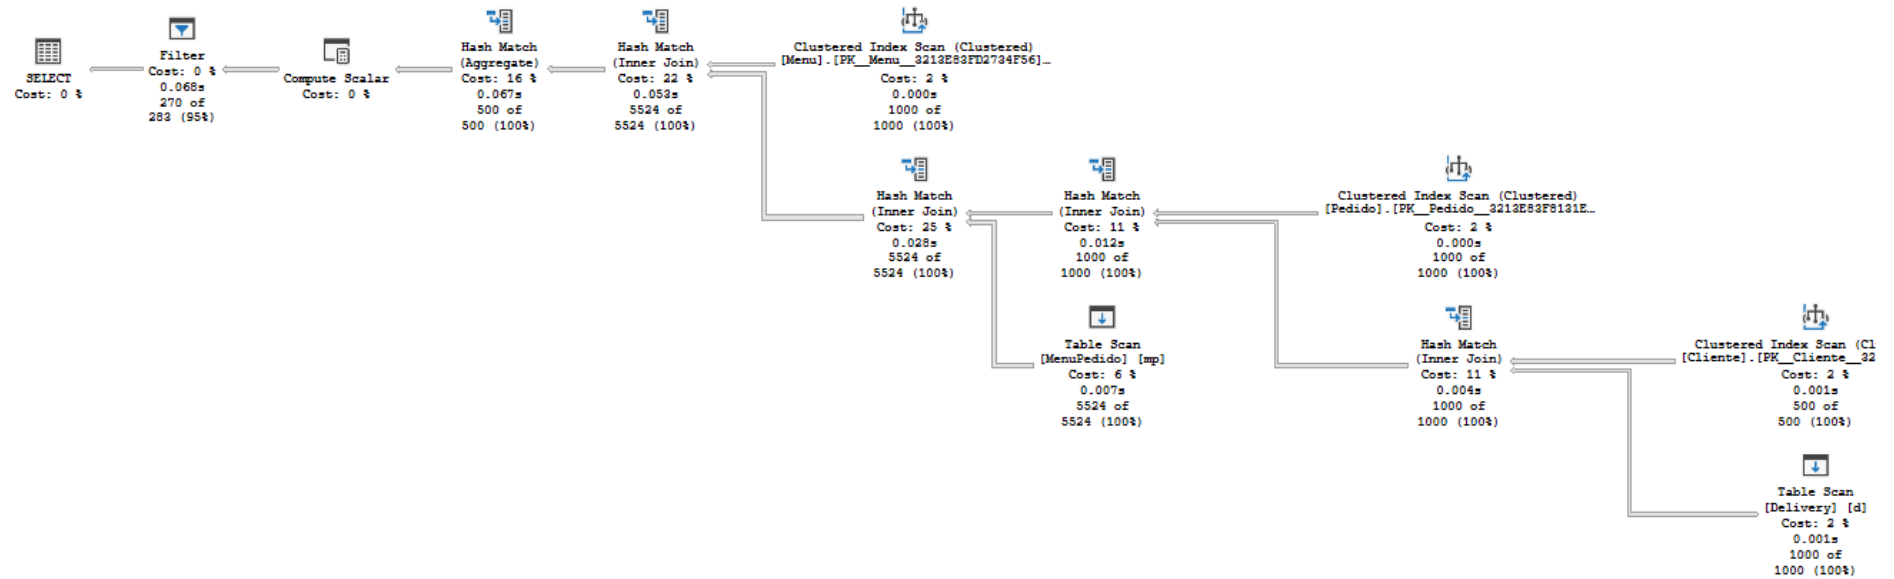 SELECT
Cost: 0 %
Filter
Cost: 0 %
0.068s
270 of
283 (95%)
Compute Scalar
Cost: 0 %
Hash Match
(Aggregate)
Cost: 16 %
0.067s
500 of
500 (100%)
Hash Match
(Inner Join)
Cost: 22 %
0.053s
5524 of
5524 (100%)
Clustered Index Scan (Clustered)
[Menu].[PK__Menu__3213E83FD2734F56]…
Cost: 2 %
0.000s
1000 of
1000 (100%)
Hash Match
(Inner Join)
Cost: 25 %
0.028s
5524 of
5524 (100%)
Hash Match
(Inner Join)
Cost: 11 %
0.012s
1000 of
1000 (100%)
Clustered Index Scan (Clustered)
[Pedido].[PK__Pedido__3213E83F8131E…
Cost: 2 %
0.000s
1000 of
1000 (100%)
Table Scan
[MenuPedido] [mp]
Cost: 6 %
0.007s
5524 of
5524 (100%)
Hash Match
(Inner Join)
Cost: 11 %
0.004s
1000 of
1000 (100%)
Clustered Index Scan (Cl
[Cliente].[PK__Cliente__32
Cost: 2 %
0.001s
500 of
500 (100%)
Table Scan
[Delivery] [d]
Cost: 2 %
0.001s
1000 of
1000 (100%)